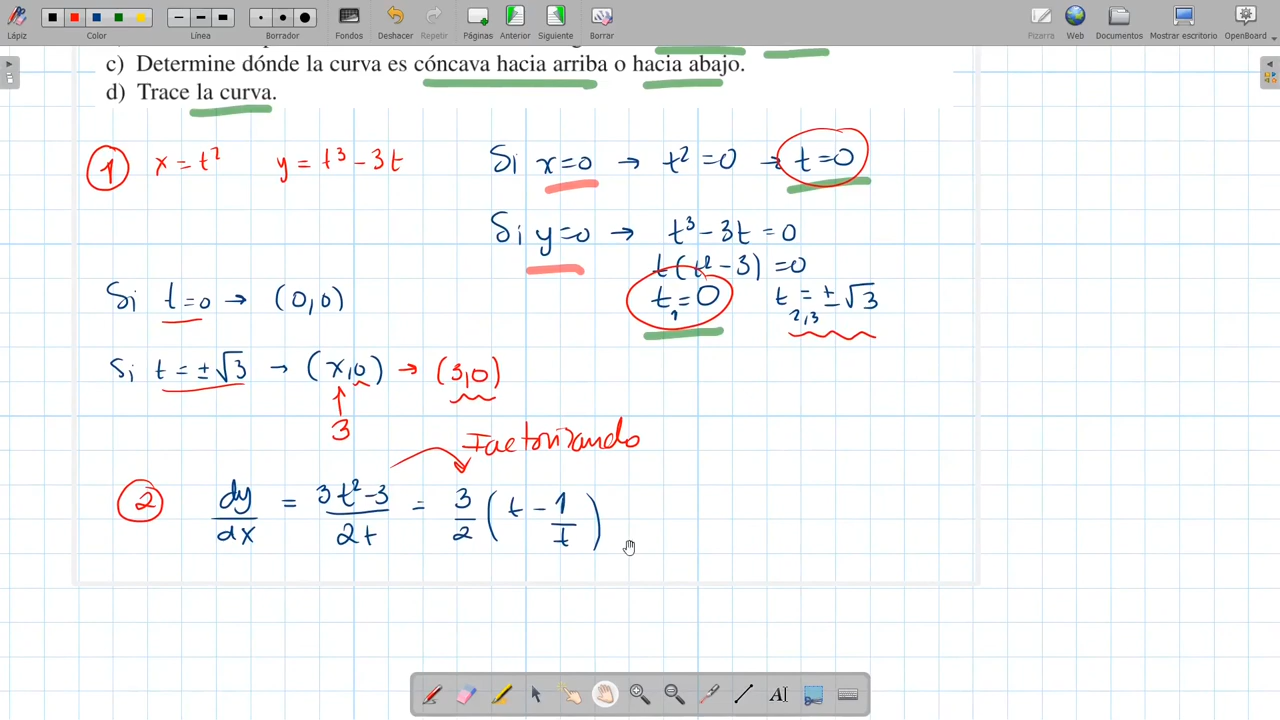 Lápiz Color Línea Borrador Fondos Deshacer Repetir Páginas Anterior Siguiente Borrar Pizarra Web Documentos Mostrar escritorio OpenBoard
c) Determine dónde la curva es cóncava hacia arriba o hacia abajo.
d) Trace la curva.
1 x = t² y = t³ - 3t
Si x=0 → t² = 0 → t = 0
Si y=0 → t³ - 3t = 0
t(t² - 3) = 0
t₁ = 0 t₂,₃ = ±√3
Si t=0 → (0,0)
Si t = ±√3 → (x,0) → (3,0)
↑
3
Factorizando
2 dy/dx = (3t² - 3)/2t = 3/2 (t - 1/t)